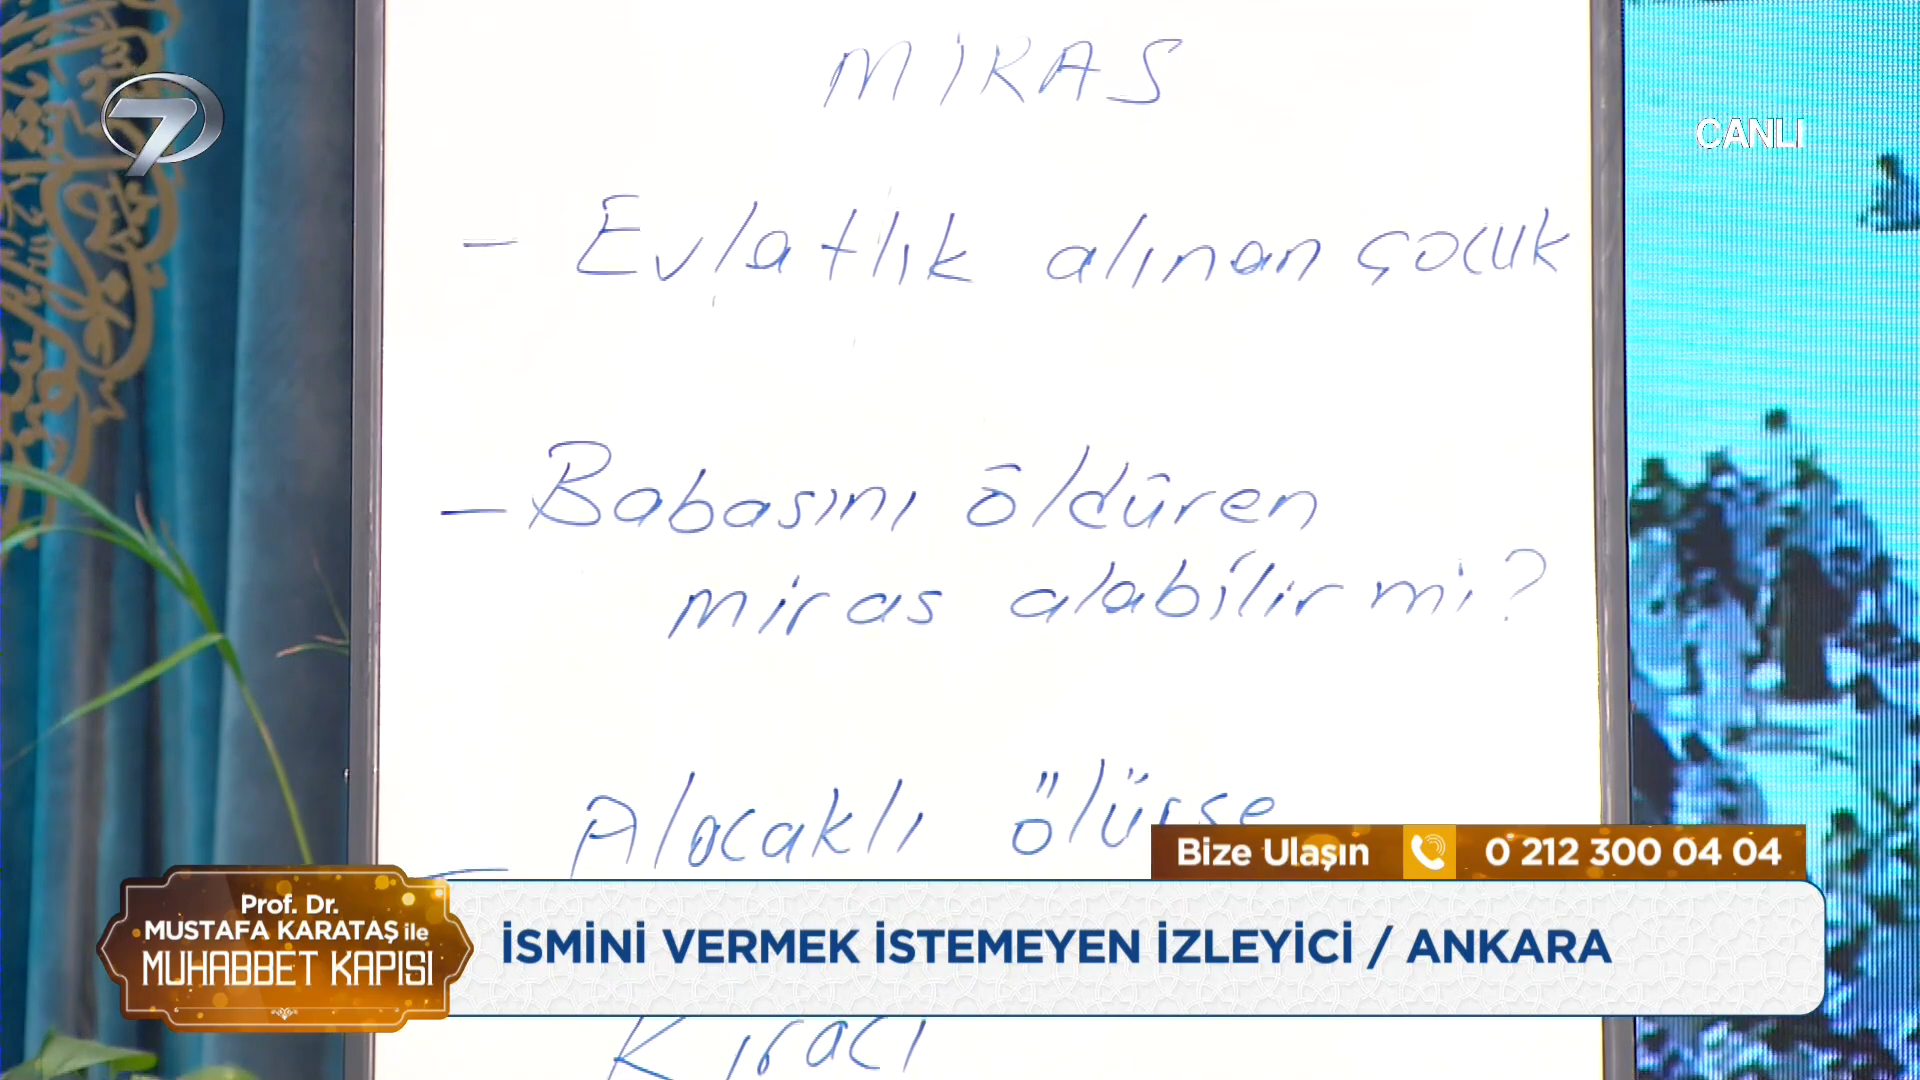 MİRAS
7
CANLI
- Evlatlık alınan çocuk
- Babasını öldüren
miras alabilir mi?
- Alacaklı ölürse
Bize Ulaşın 0 212 300 04 04
Prof. Dr.
MUSTAFA KARATAŞ ile
MUHABBET KAPISI
İSMİNİ VERMEK İSTEMEYEN İZLEYİCİ / ANKARA
Kiracı